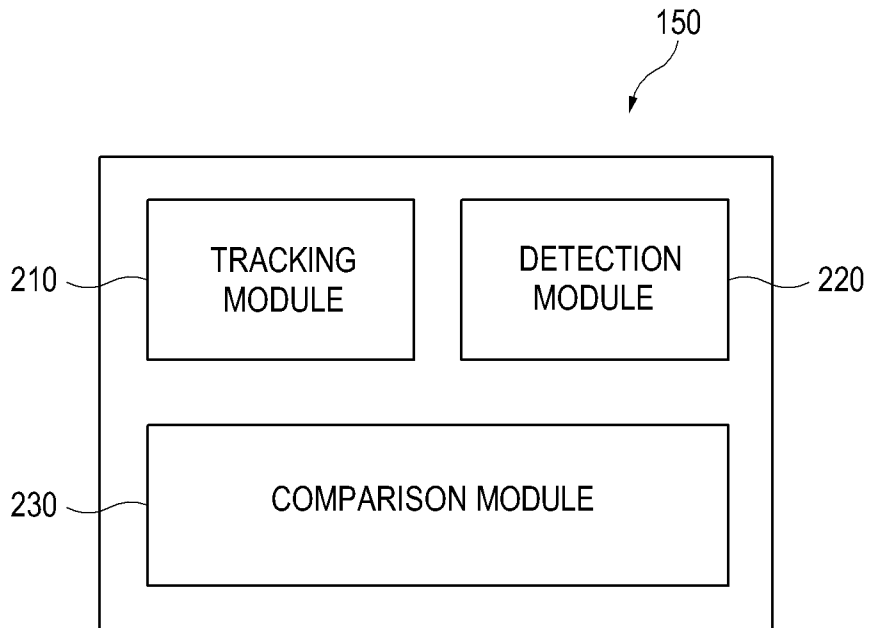 150
TRACKING
MODULE
DETECTION
MODULE
210
220
COMPARISON MODULE
230